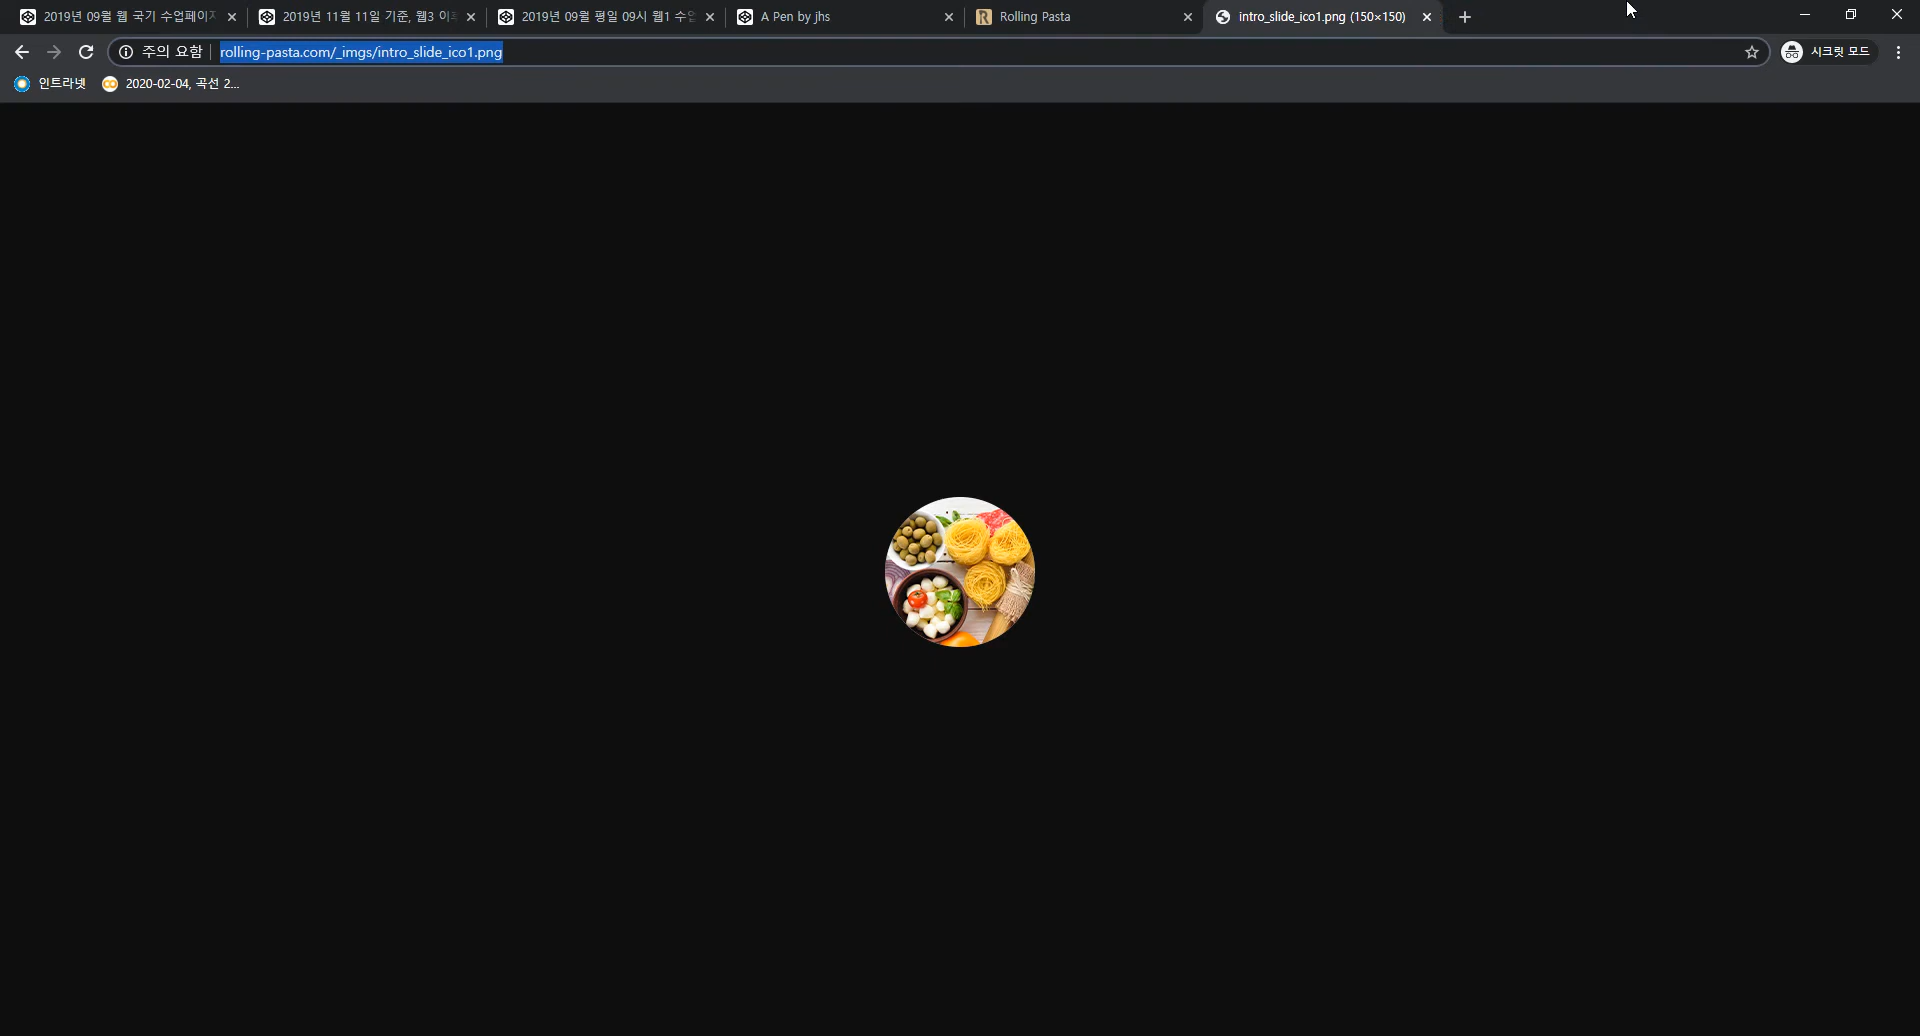 2019년 09월 웹 국기 수업페이지
2019년 11월 11일 기준, 웹3 이
2019년 09월 평일 09시 웹1 수업
A Pen by jhs
Rolling Pasta
intro_slide_ico1.png (150×150)
주의 요함
rolling-pasta.com/_imgs/intro_slide_ico1.png
시크릿 모드
인트라넷
2020-02-04, 곡선 2...